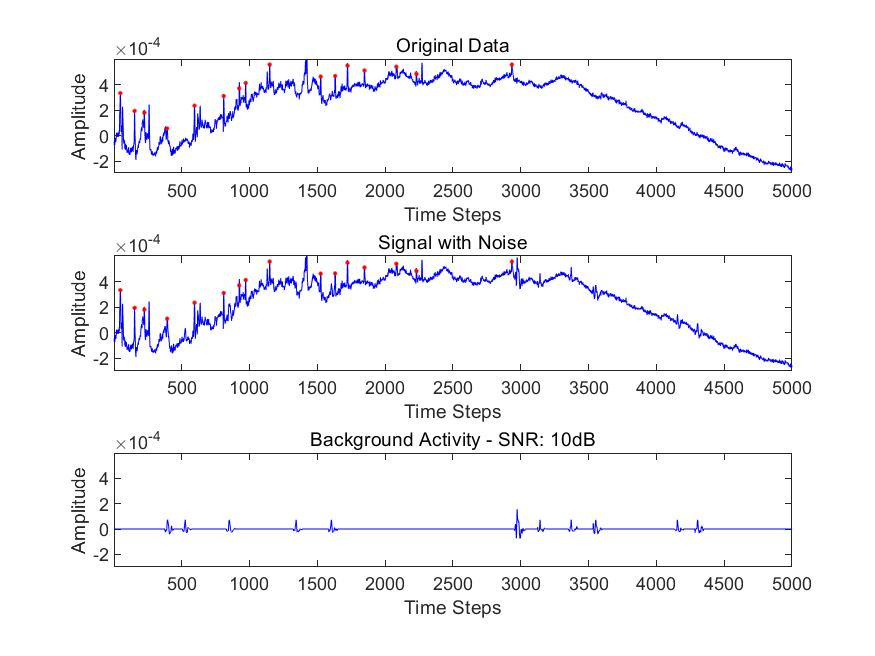 Original Data
×10⁻⁴
Amplitude
4
2
0
-2
500 1000 1500 2000 2500 3000 3500 4000 4500 5000
Time Steps
Signal with Noise
×10⁻⁴
Amplitude
4
2
0
-2
500 1000 1500 2000 2500 3000 3500 4000 4500 5000
Time Steps
Background Activity - SNR: 10dB
×10⁻⁴
Amplitude
4
2
0
-2
500 1000 1500 2000 2500 3000 3500 4000 4500 5000
Time Steps